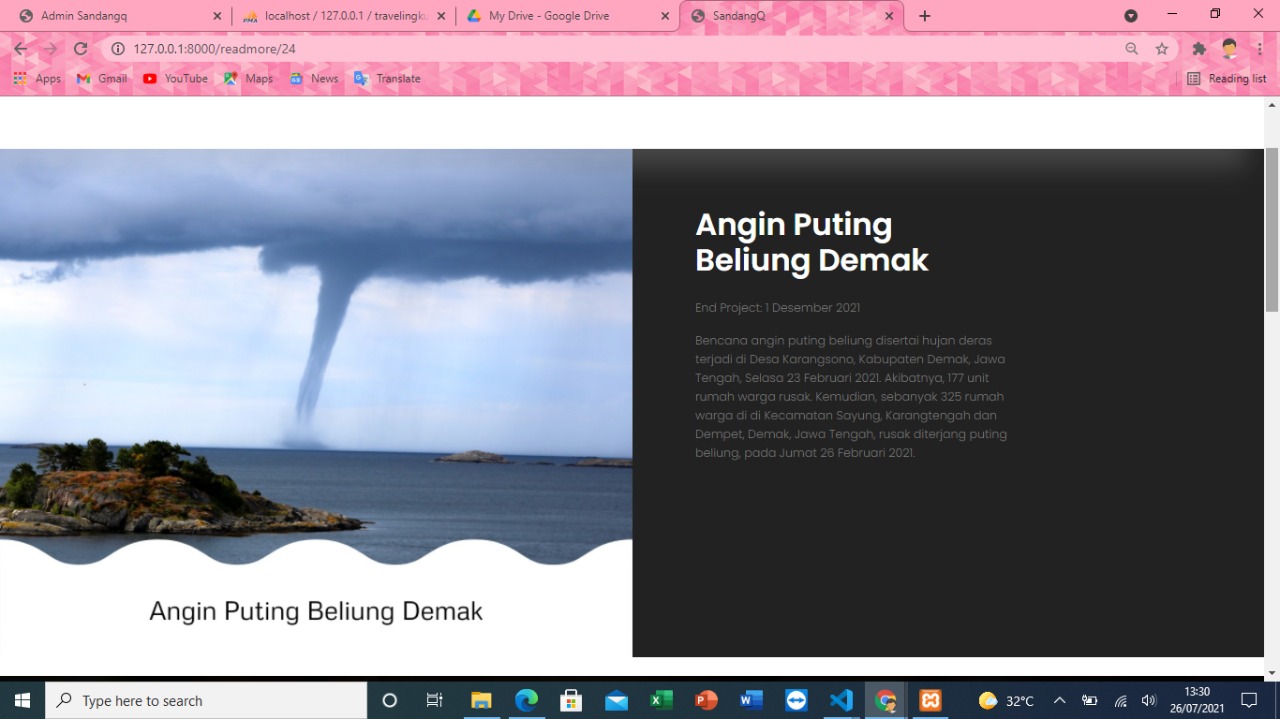 Admin Sandangq
localhost / 127.0.0.1 / travelingku
My Drive - Google Drive
SandangQ
127.0.0.1:8000/readmore/24
Apps
Gmail
YouTube
Maps
News
Translate
Reading list
Angin Puting
Beliung Demak
End Project: 1 Desember 2021
Bencana angin puting beliung disertai hujan deras
terjadi di Desa Karangsono, Kabupaten Demak, Jawa
Tengah, Selasa 23 Februari 2021. Akibatnya, 177 unit
rumah warga rusak. Kemudian, sebanyak 325 rumah
warga di di Kecamatan Sayung, Karangtengah dan
Dempet, Demak, Jawa Tengah, rusak diterjang puting
beliung, pada Jumat 26 Februari 2021.
Angin Puting Beliung Demak
Type here to search
32°C
13:30
26/07/2021